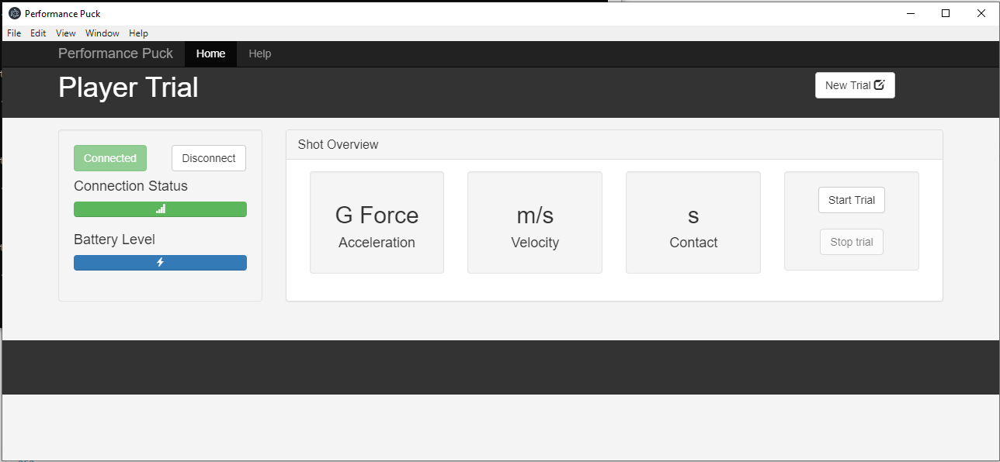 Performance Puck
File Edit View Window Help
Performance Puck Home Help
Player Trial
New Trial
Connected Disconnect
Connection Status
Battery Level
Shot Overview
G Force
Acceleration
m/s
Velocity
s
Contact
Start Trial
Stop trial